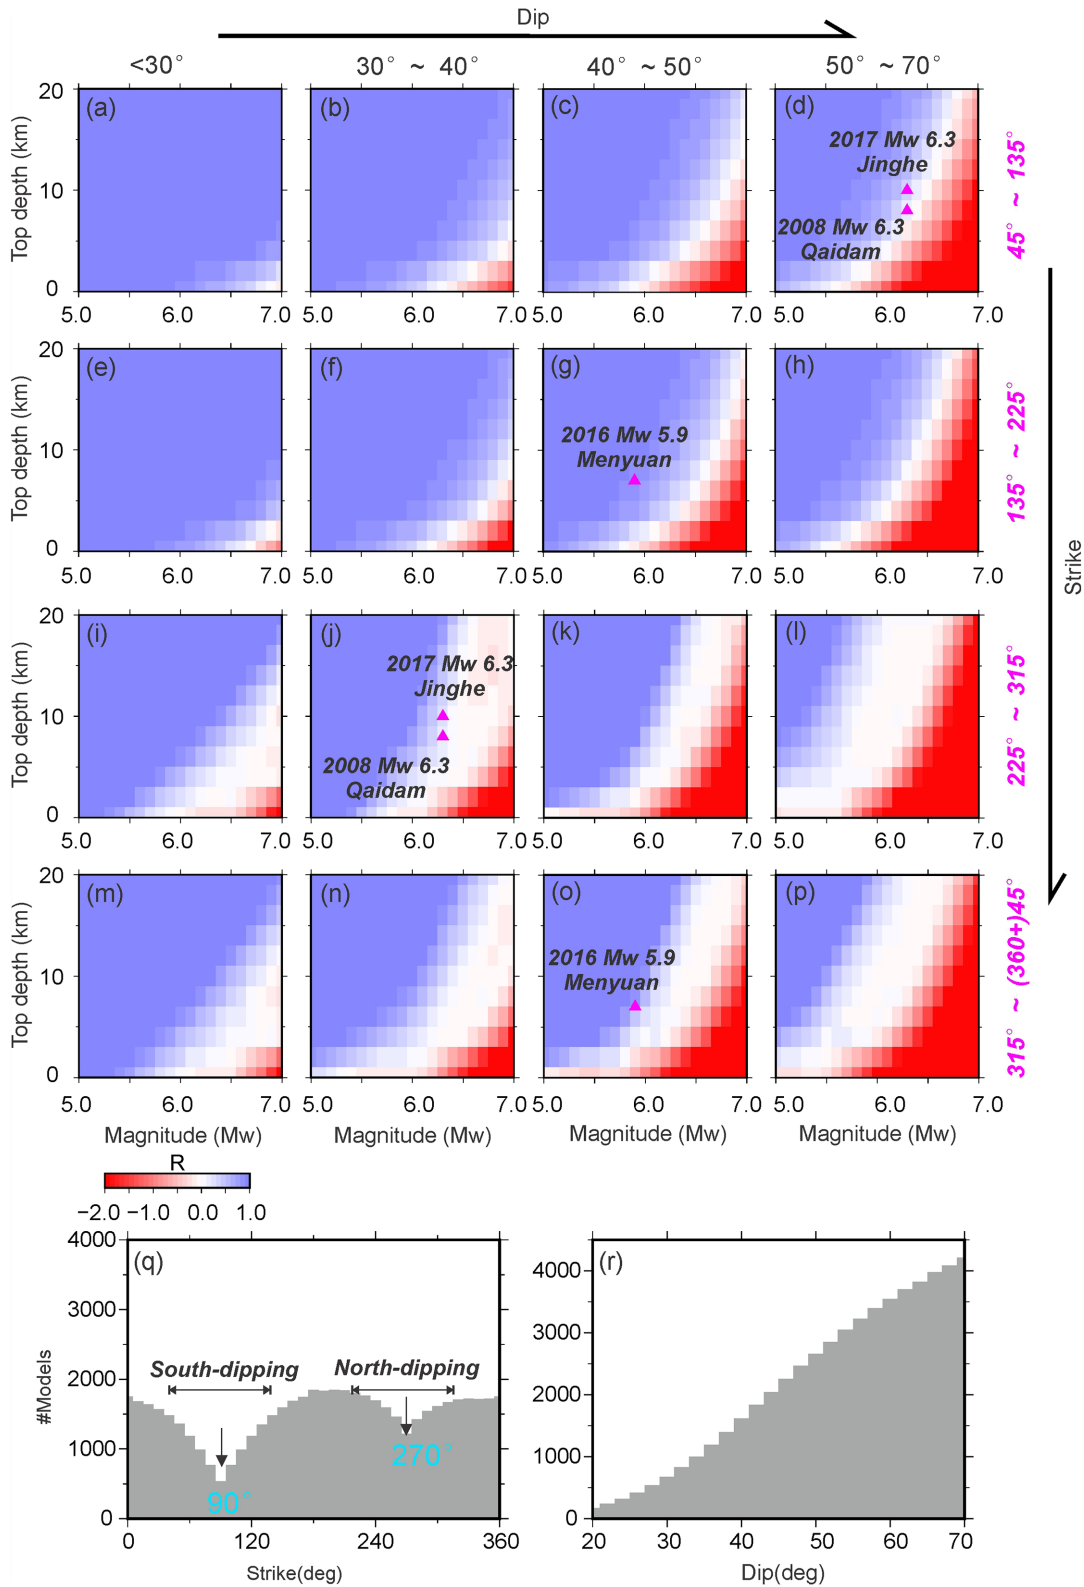 Dip
<30° 30° ~ 40° 40° ~ 50° 50° ~ 70°
20 (a) (b) (c) (d)
2017 Mw 6.3
Jinghe
10
2008 Mw 6.3
Qaidam
0
Top depth (km)
45° ~ 135°
5.0 6.0 7.0 6.0 5.0 7.0 6.0 5.0 7.0 6.0 7.0
20 (e) (f) (g) (h)
2016 Mw 5.9
Menyuan
10
0
Top depth (km)
135° ~ 225°
Strike
5.0 6.0 7.0 5.0 6.0 7.0 5.0 6.0 7.0 5.0 6.0 7.0
20 (i) (j) (k) (l)
2017 Mw 6.3
Jinghe
10
2008 Mw 6.3
Qaidam
0
Top depth (km)
225° ~ 315°
5.0 6.0 7.0 5.0 6.0 7.0 5.0 6.0 7.0 5.0 6.0 7.0
20 (m) (n) (o) (p)
2016 Mw 5.9
Menyuan
10
0
Top depth (km)
315° ~ (360+)45°
5.0 6.0 7.0 5.0 6.0 7.0 5.0 6.0 7.0 5.0 6.0 7.0
Magnitude (Mw) Magnitude (Mw) Magnitude (Mw) Magnitude (Mw)
R
−2.0 −1.0 0.0 1.0
(q)
4000
3000
2000
1000
0
#Models
South-dipping North-dipping
90°
270°
0 120 240 360
Strike(deg)
(r)
4000
3000
2000
1000
0
20 30 40 50 60 70
Dip(deg)